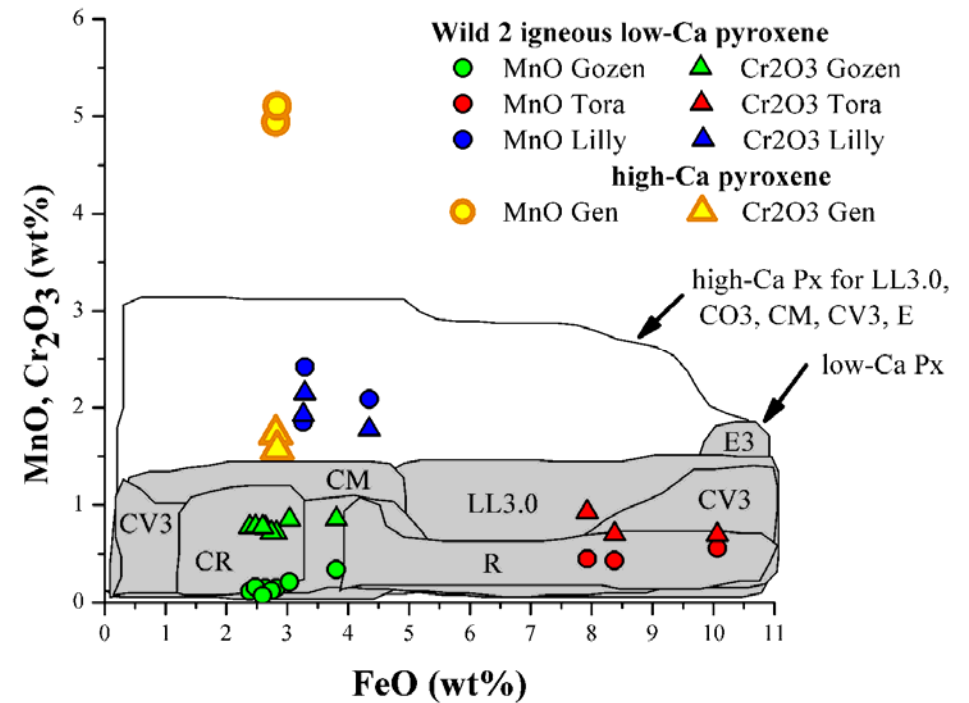 Wild 2 igneous low-Ca pyroxene
MnO Gozen Cr2O3 Gozen
MnO Tora Cr2O3 Tora
MnO Lilly Cr2O3 Lilly
high-Ca pyroxene
MnO Gen Cr2O3 Gen
high-Ca Px for LL3.0,
CO3, CM, CV3, E
low-Ca Px
E3
CM
LL3.0
CV3
CV3
CR
R
6
5
4
3
2
1
0
MnO, Cr₂O₃ (wt%)
0 1 2 3 4 5 6 7 8 9 10 11
FeO (wt%)